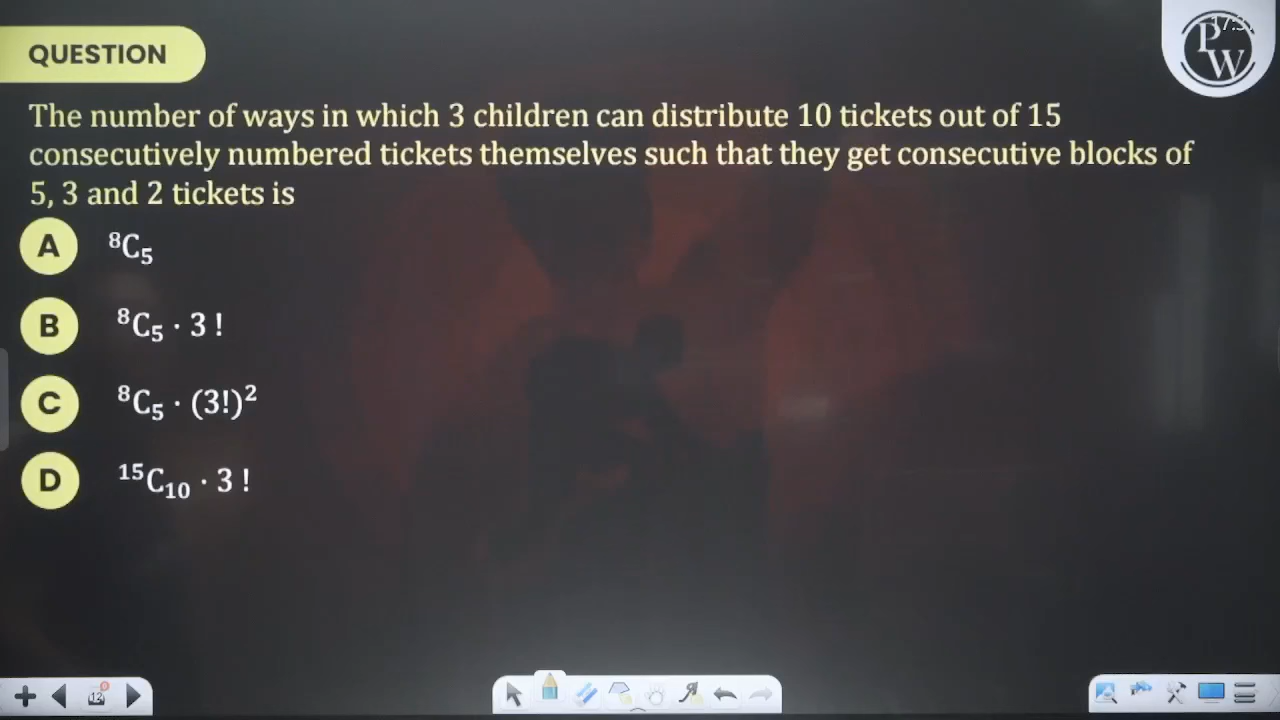 QUESTION
The number of ways in which 3 children can distribute 10 tickets out of 15
consecutively numbered tickets themselves such that they get consecutive blocks of
5, 3 and 2 tickets is
A ⁸C₅
B ⁸C₅ · 3 !
C ⁸C₅ · (3!)²
D ¹⁵C₁₀ · 3 !
PW
12